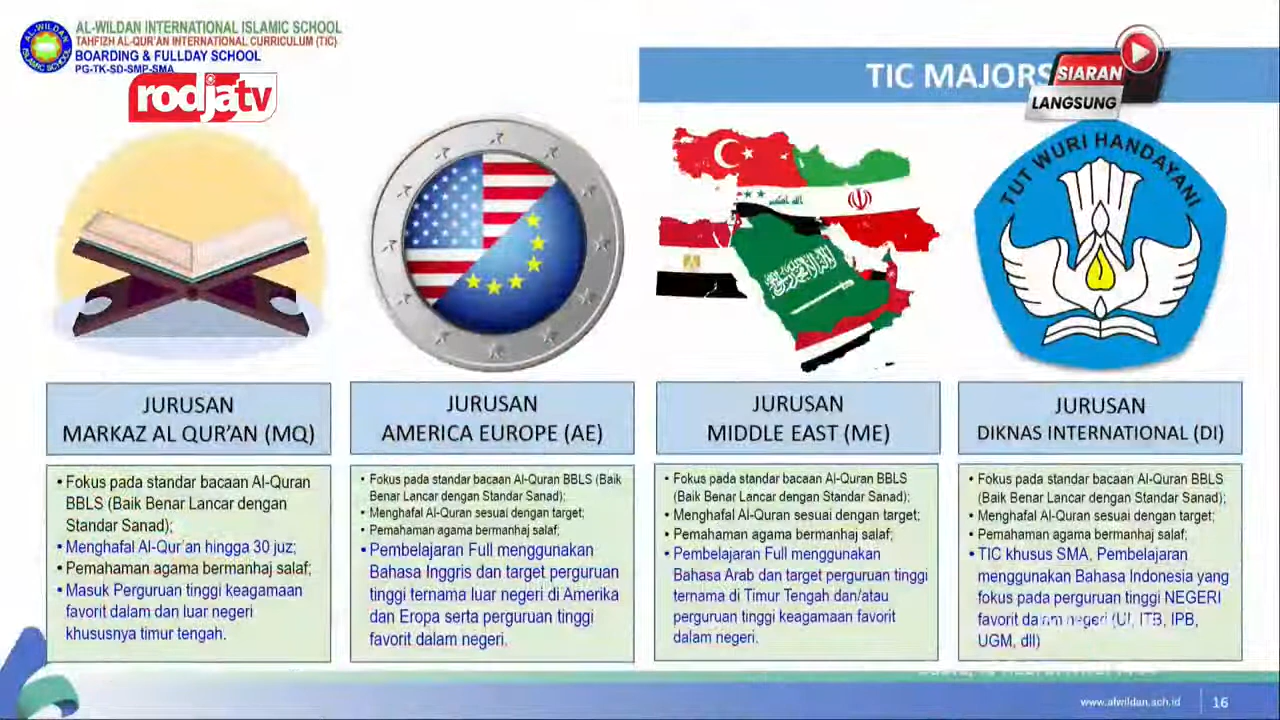 AL-WILDAN INTERNATIONAL ISLAMIC SCHOOL
TAHFIZH AL-QUR'AN INTERNATIONAL CURRICULUM (TIC)
BOARDING & FULLDAY SCHOOL
PG-TK-SD-SMP-SMA
AL-WILDAN
ISLAMIC SCHOOL
rodjatv
TIC MAJORS
SIARAN
LANGSUNG
TUT WURI HANDAYANI
JURUSAN
MARKAZ AL QUR'AN (MQ)
• Fokus pada standar bacaan Al-Quran
BBLS (Baik Benar Lancar dengan
Standar Sanad);
• Menghafal Al-Qur'an hingga 30 juz;
• Pemahaman agama bermanhaj salaf;
• Masuk Perguruan tinggi keagamaan
favorit dalam dan luar negeri
khususnya timur tengah.
JURUSAN
AMERICA EUROPE (AE)
• Fokus pada standar bacaan Al-Quran BBLS (Baik
Benar Lancar dengan Standar Sanad);
• Menghafal Al-Quran sesuai dengan target;
• Pemahaman agama bermanhaj salaf;
• Pembelajaran Full menggunakan
Bahasa Inggris dan target perguruan
tinggi ternama luar negeri di Amerika
dan Eropa serta perguruan tinggi
favorit dalam negeri.
JURUSAN
MIDDLE EAST (ME)
• Fokus pada standar bacaan Al-Quran BBLS
(Baik Benar Lancar dengan Standar Sanad);
• Menghafal Al-Quran sesuai dengan target;
• Pemahaman agama bermanhaj salaf;
• Pembelajaran Full menggunakan
Bahasa Arab dan target perguruan tinggi
ternama di Timur Tengah dan/atau
perguruan tinggi keagamaan favorit
dalam negeri.
JURUSAN
DIKNAS INTERNATIONAL (DI)
• Fokus pada standar bacaan Al-Quran BBLS
(Baik Benar Lancar dengan Standar Sanad);
• Menghafal Al-Quran sesuai dengan target;
• Pemahaman agama bermanhaj salaf;
• TIC khusus SMA, Pembelajaran
menggunakan Bahasa Indonesia yang
fokus pada perguruan tinggi NEGERI
favorit dalam negeri (UI, ITB, IPB,
UGM, dll)
www.alwildan.sch.id
16